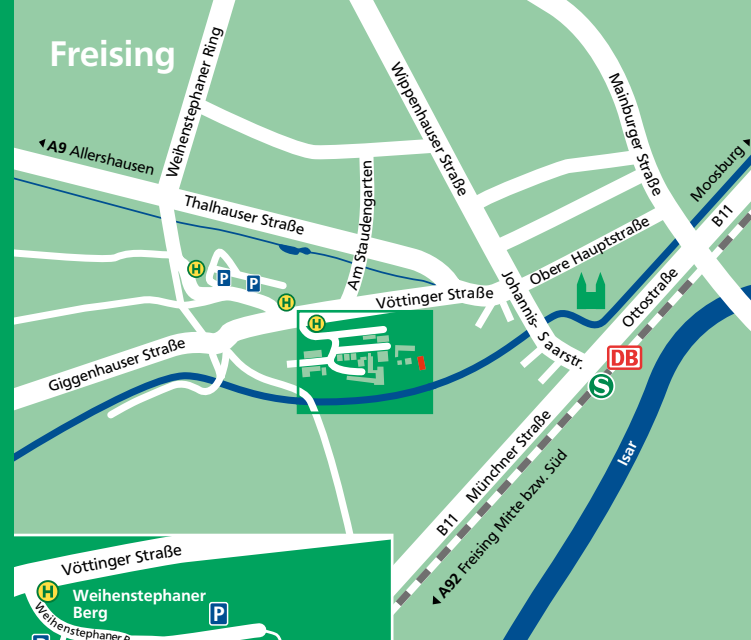 Freising
Weihenstephaner Ring
Wippenhauser Straße
Mainburger Straße
A9 Allershausen
Moosburg
B11
Thalhauser Straße
Am Staudengarten
Obere Hauptstraße
H
P
P
H
Vöttinger Straße
Johannis-
Ottostraße
H
Saarstr.
Giggenhauser Straße
DB
S
Münchner Straße
Isar
B11
A92 Freising Mitte bzw. Süd
Vöttinger Straße
H
Weihenstephaner
Berg
P